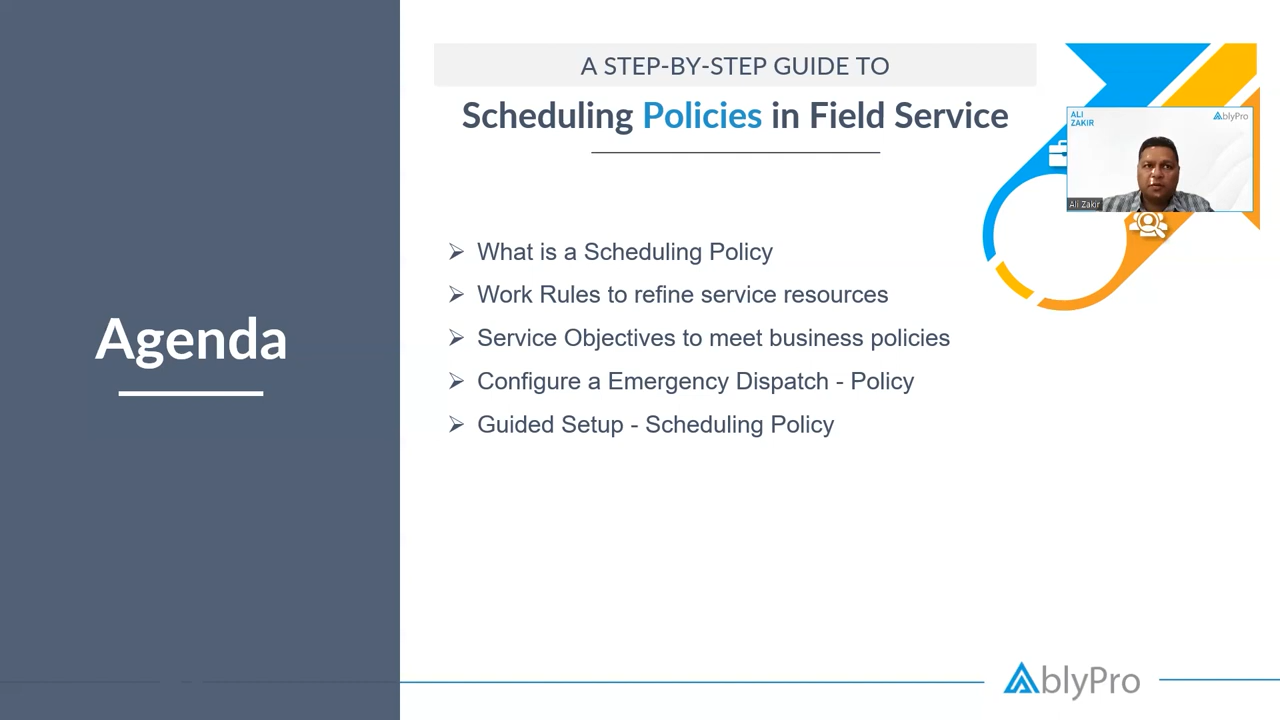 A STEP-BY-STEP GUIDE TO
Scheduling Policies in Field Service
ALI
ZAKIR
AblyPro
Ali Zakir
Agenda
What is a Scheduling Policy
Work Rules to refine service resources
Service Objectives to meet business policies
Configure a Emergency Dispatch - Policy
Guided Setup - Scheduling Policy
AblyPro